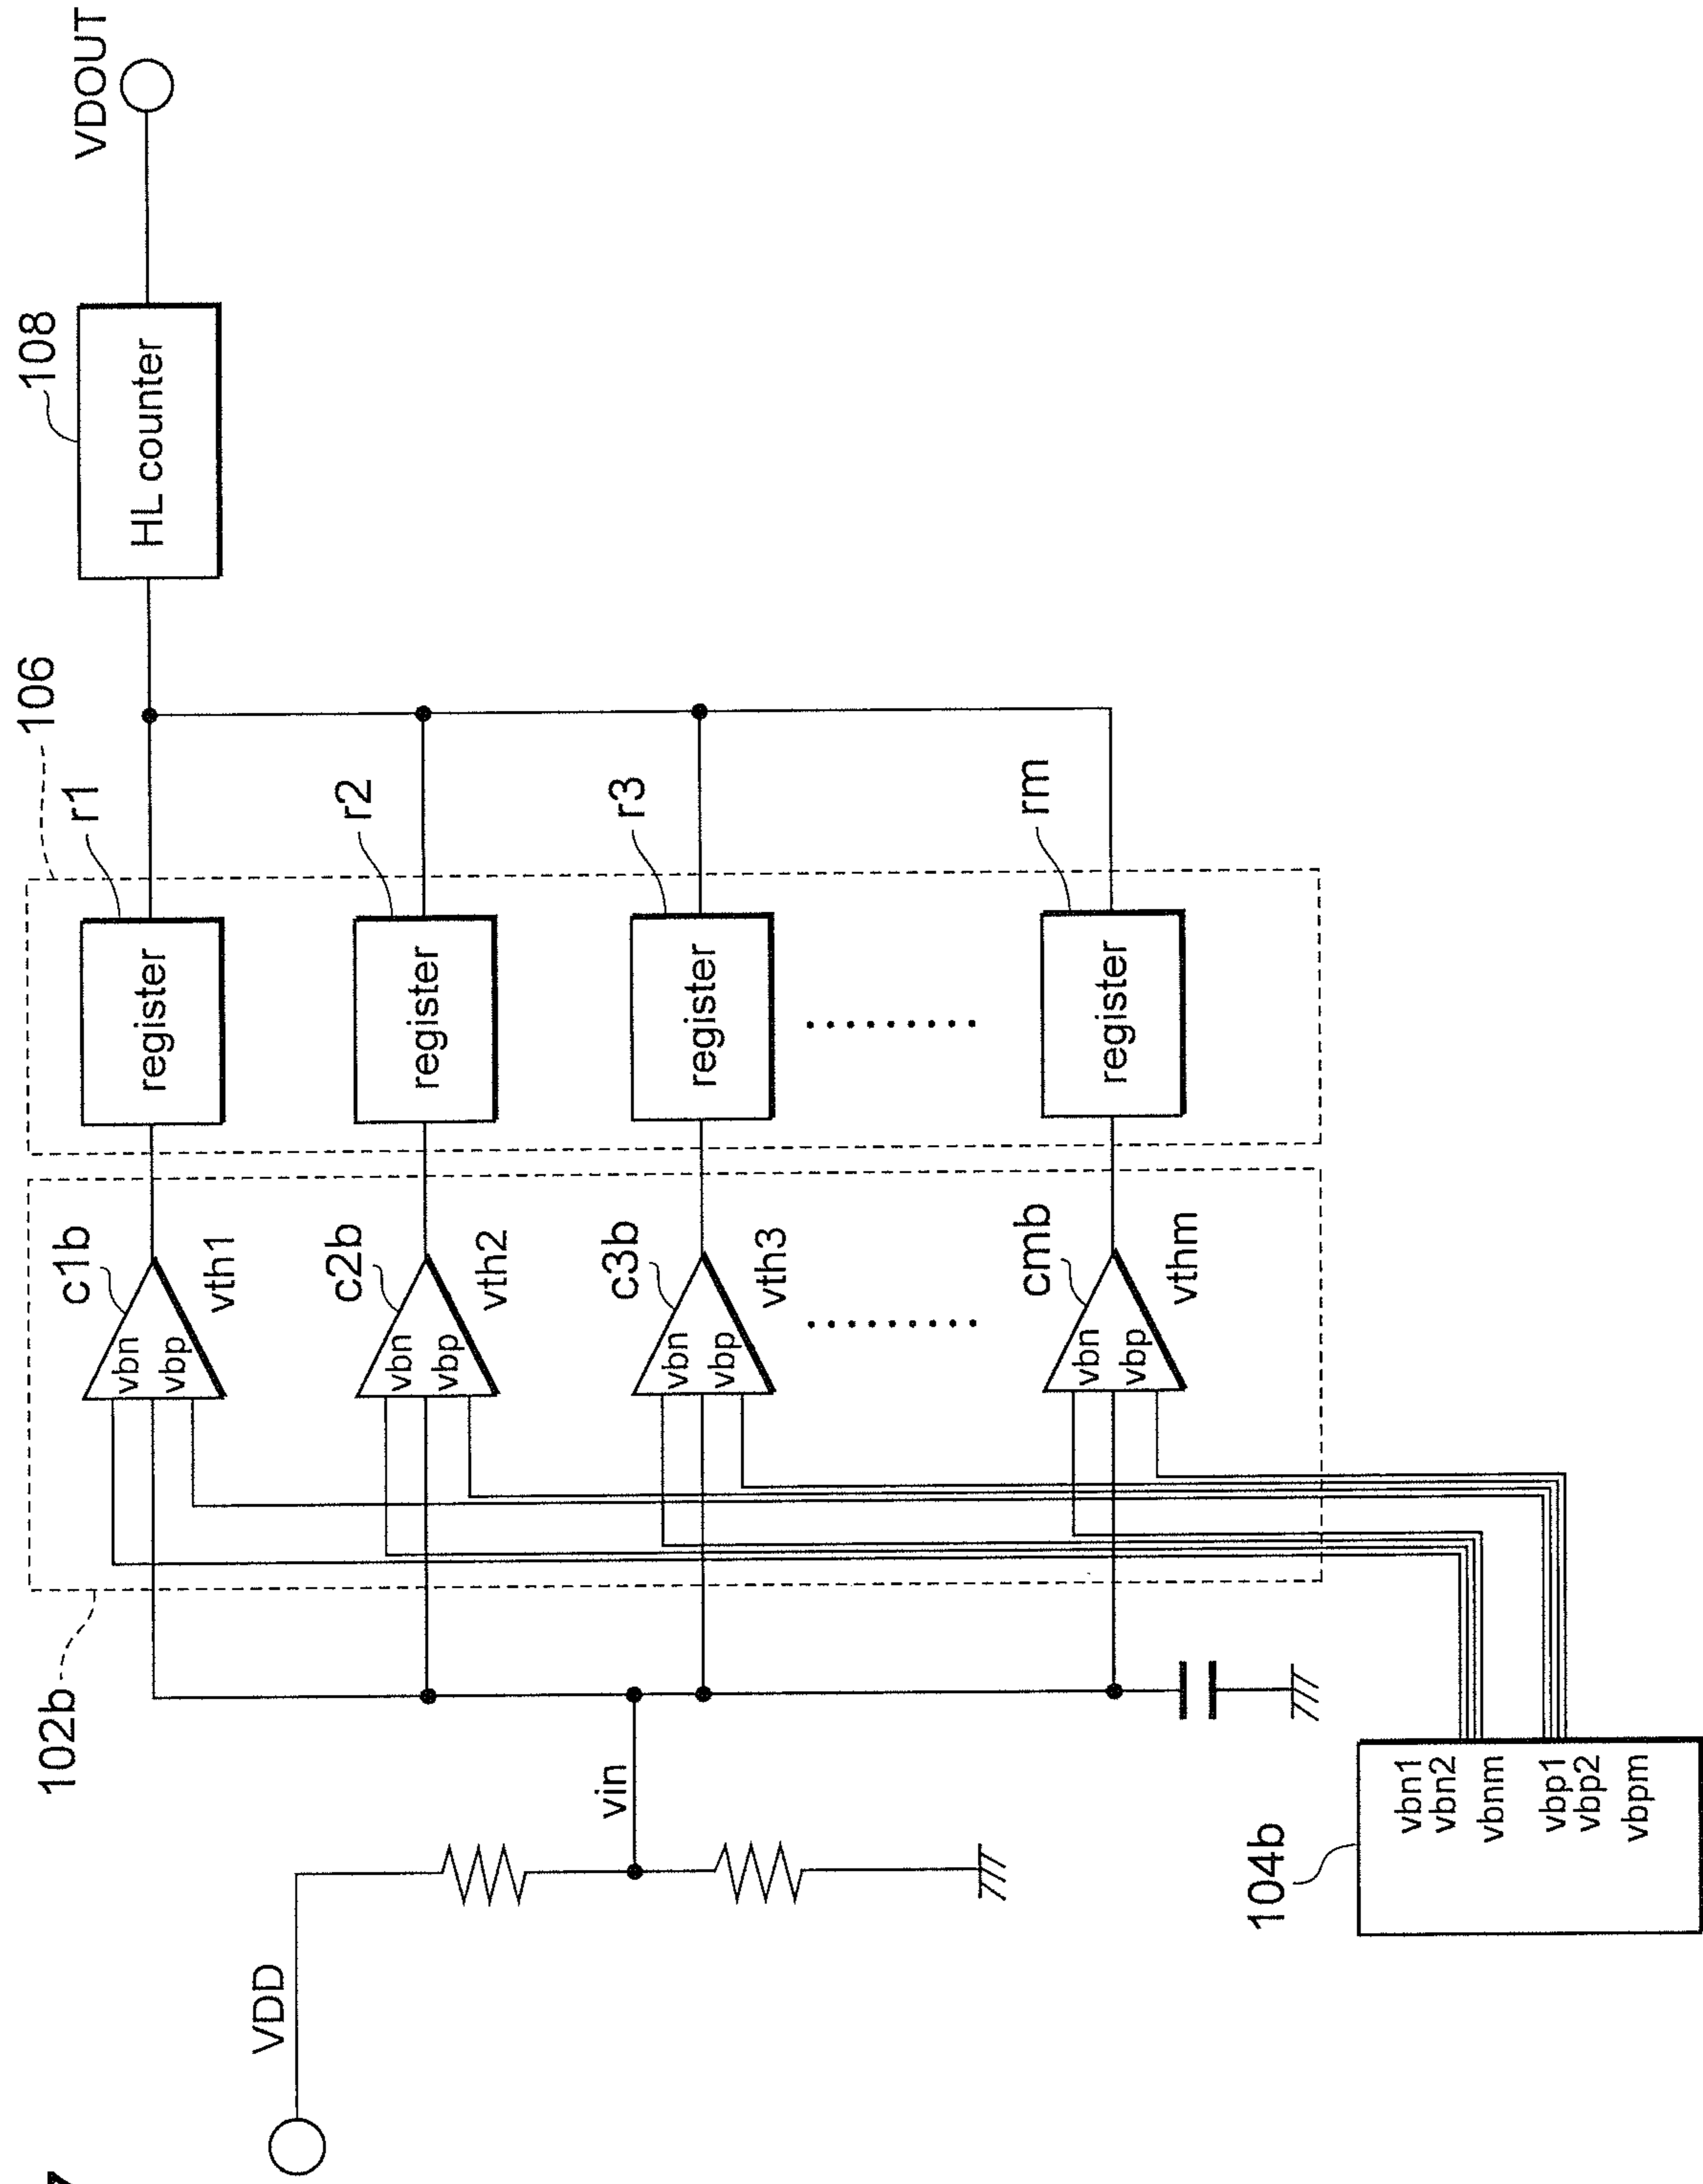 VDD
vin
102b
c1b
vbn
vbp
vth1
c2b
vbn
vbp
vth2
c3b
vbn
vbp
vth3
.........
cmb
vbn
vbp
vthm
104b
vbn1
vbn2
vbnm
vbp1
vbp2
vbpm
106
r1
register
r2
register
r3
register
.........
rm
register
108
HL counter
VDOUT